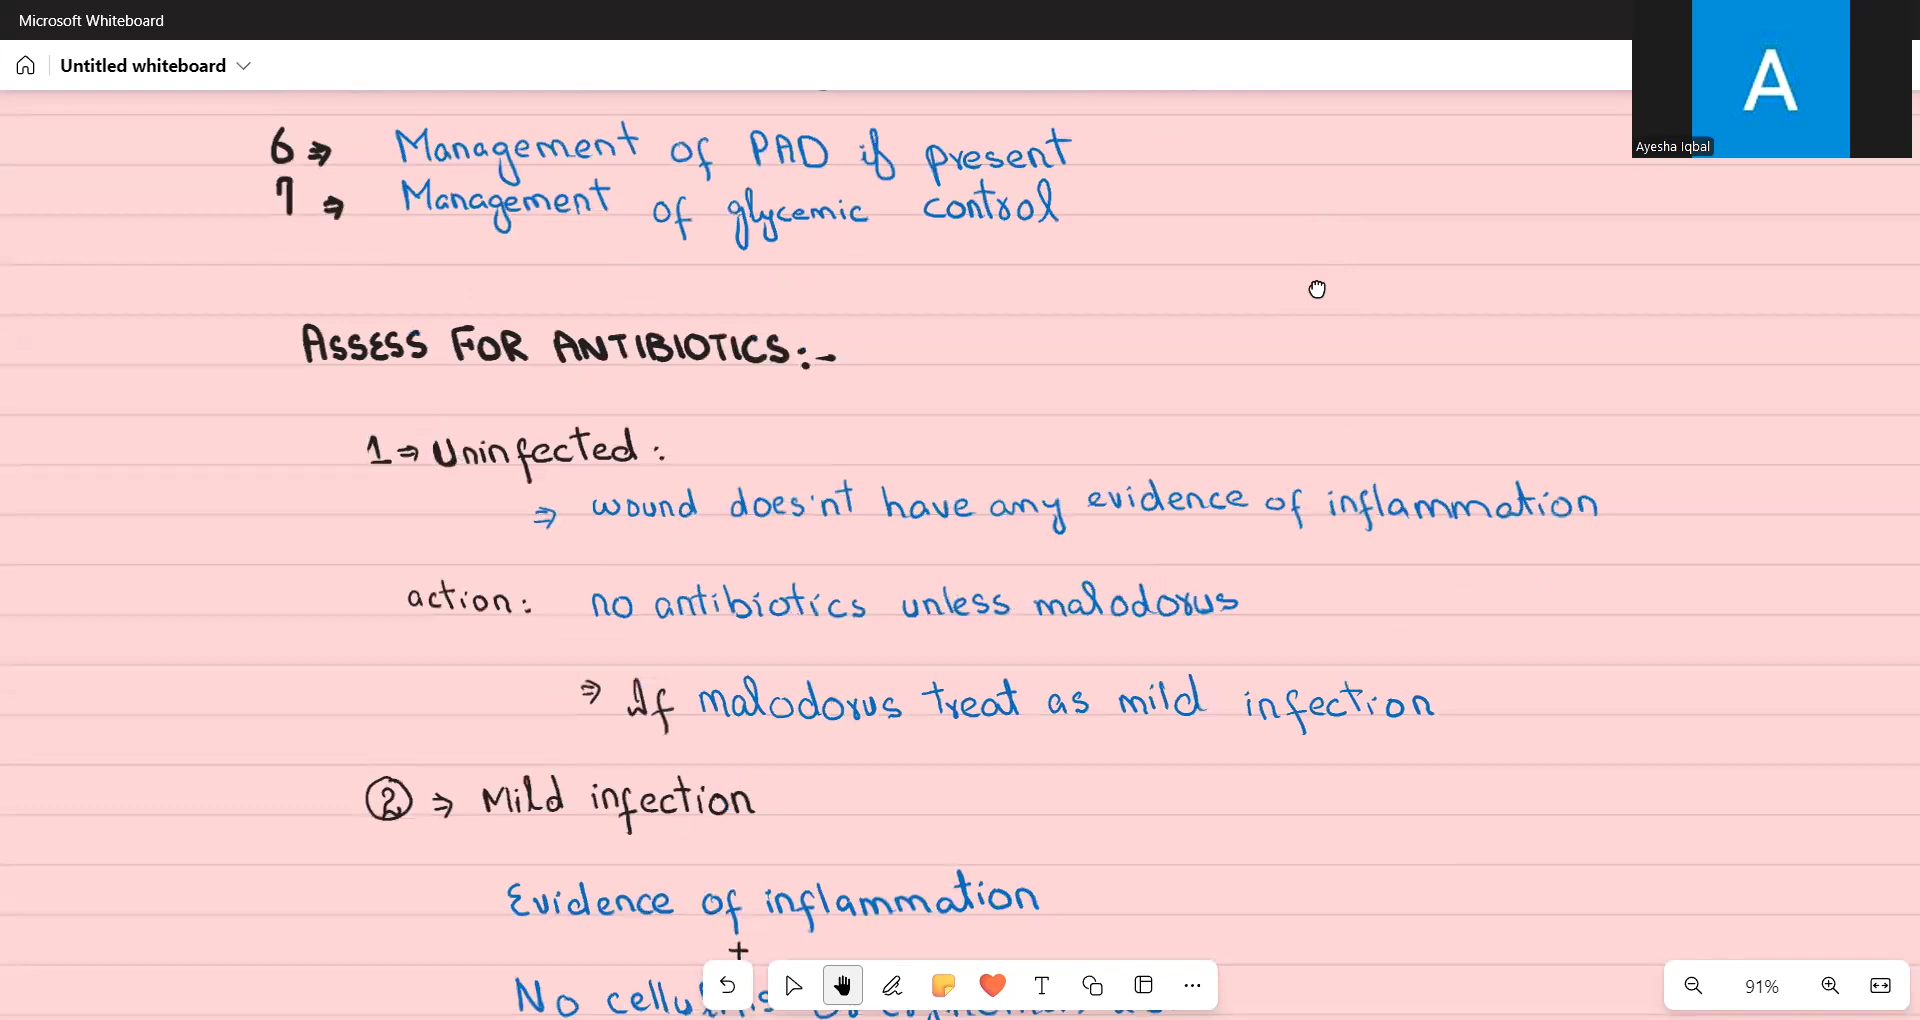 Microsoft Whiteboard
Untitled whiteboard
A
Ayesha Iqbal
6 ⇒ Management of PAD if present
7 ⇒ Management of glycemic control
ASSESS FOR ANTIBIOTICS:-
1 ⇒ Uninfected :
⇒ wound does'nt have any evidence of inflammation
action: no antibiotics unless malodorus
⇒ If malodorus treat as mild infection
② ⇒ Mild infection
Evidence of inflammation
+
No
91%